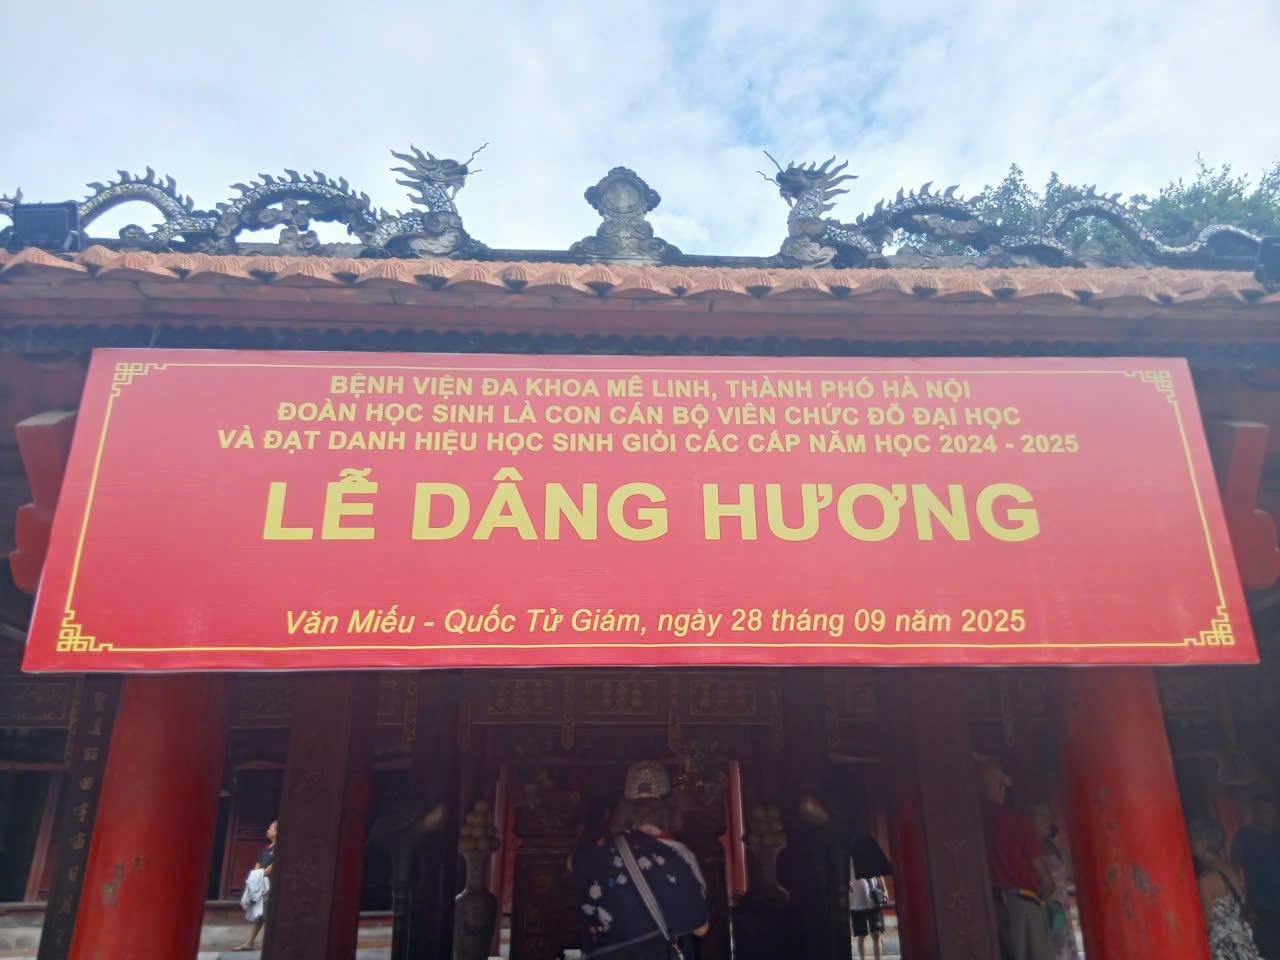 BỆNH VIỆN ĐA KHOA MÊ LINH, THÀNH PHỐ HÀ NỘI
ĐOÀN HỌC SINH LÀ CON CÁN BỘ VIÊN CHỨC ĐỖ ĐẠI HỌC
VÀ ĐẠT DANH HIỆU HỌC SINH GIỎI CÁC CẤP NĂM HỌC 2024 - 2025
LỄ DÂNG HƯƠNG
Văn Miếu - Quốc Tử Giám, ngày 28 tháng 09 năm 2025